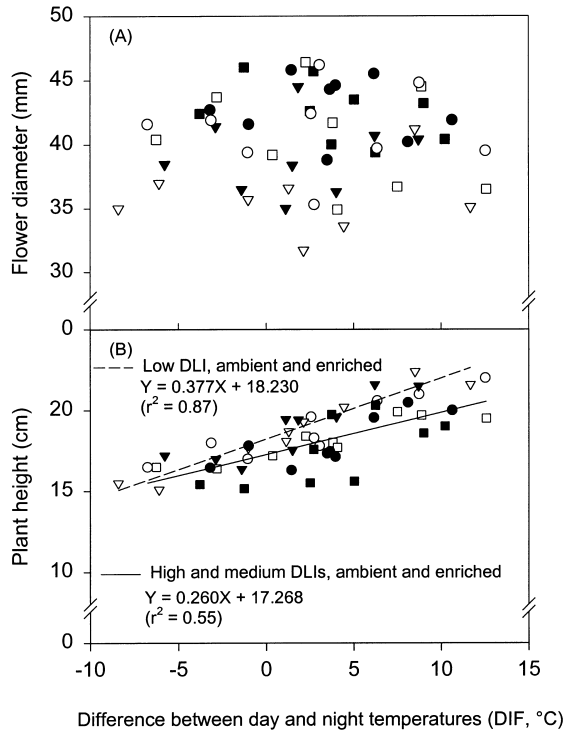 50
(A)
45
40
35
30
0
Flower diameter (mm)
(B)
Low DLI, ambient and enriched
Y = 0.377X + 18.230
(r² = 0.87)
20
15
10
0
Plant height (cm)
High and medium DLIs, ambient and enriched
Y = 0.260X + 17.268
(r² = 0.55)
-10 -5 0 5 10 15
Difference between day and night temperatures (DIF, °C)